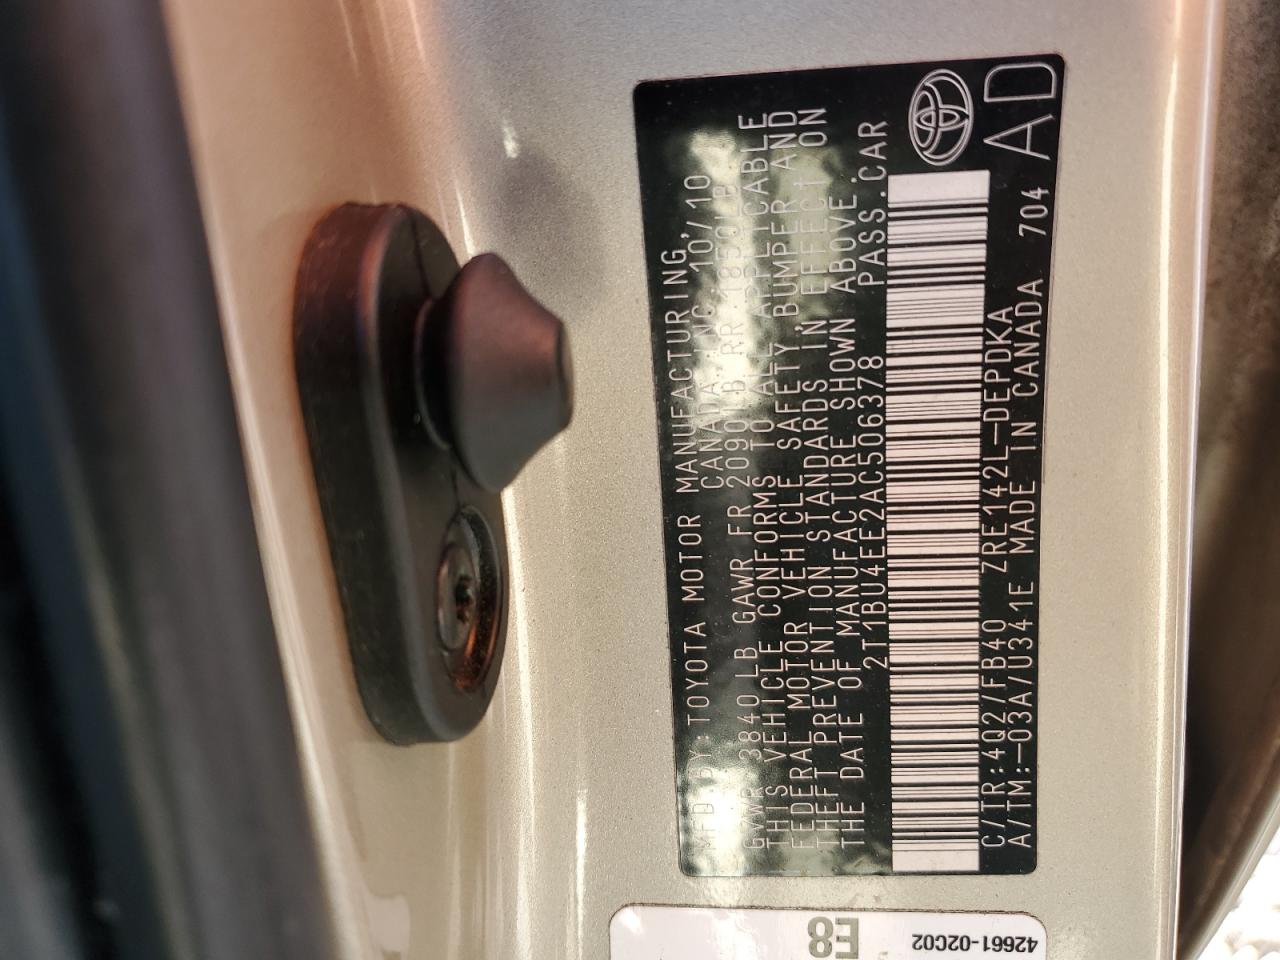 MFD.BY:TOYOTA MOTOR MANUFACTURING,
CANADA INC. 10/10
GVWR 3840 LB GAWR FR 2090LB RR 1850LB
THIS VEHICLE CONFORMS TO ALL APPLICABLE
FEDERAL MOTOR VEHICLE SAFETY, BUMPER, AND
THEFT PREVENTION STANDARDS IN EFFECT ON
THE DATE OF MANUFACTURE SHOWN ABOVE.
2T1BU4EE2AC506378 PASS.CAR
C/TR:4Q2/FB40 ZRE142L-DEPDKA
A/TM:-03A/U341E MADE IN CANADA 704
AD
E8
42661-02C02